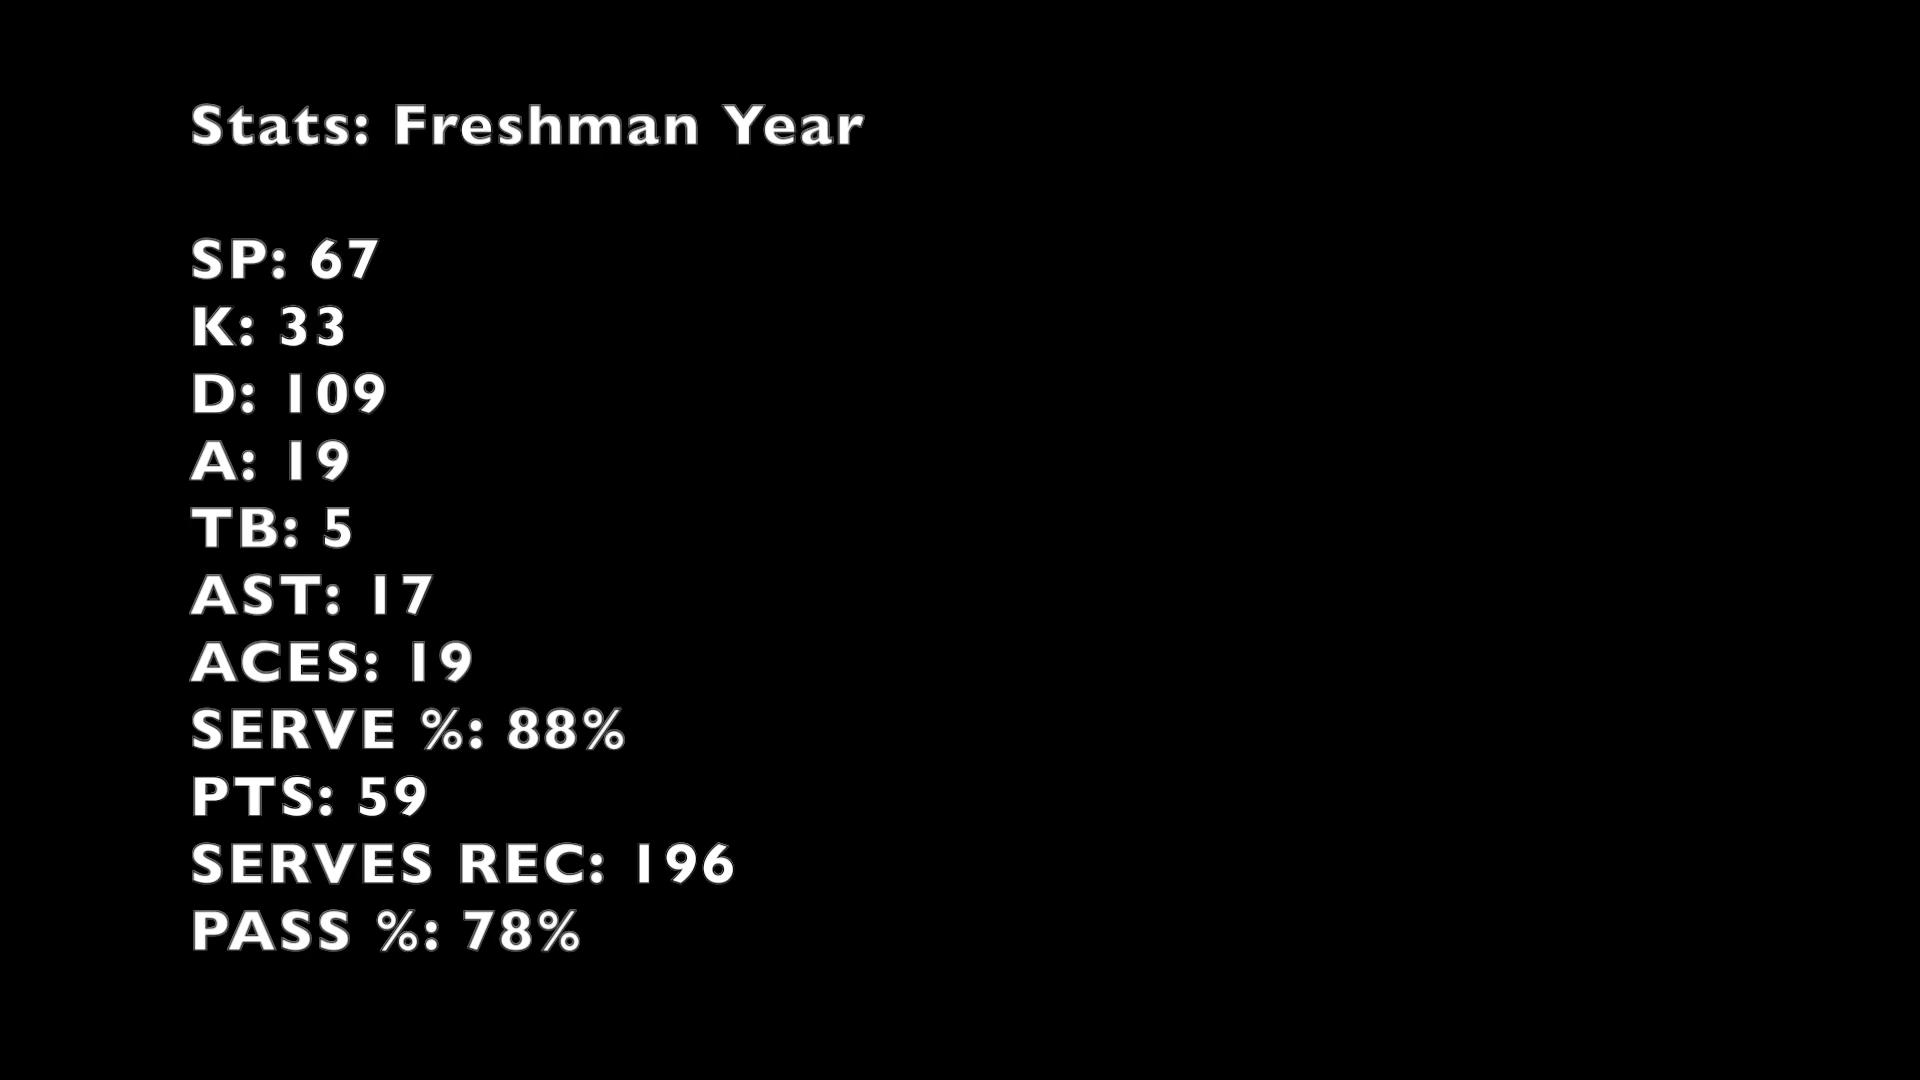 Stats: Freshman Year
SP: 67
K: 33
D: 109
A: 19
TB: 5
AST: 17
ACES: 19
SERVE %: 88%
PTS: 59
SERVES REC: 196
PASS %: 78%